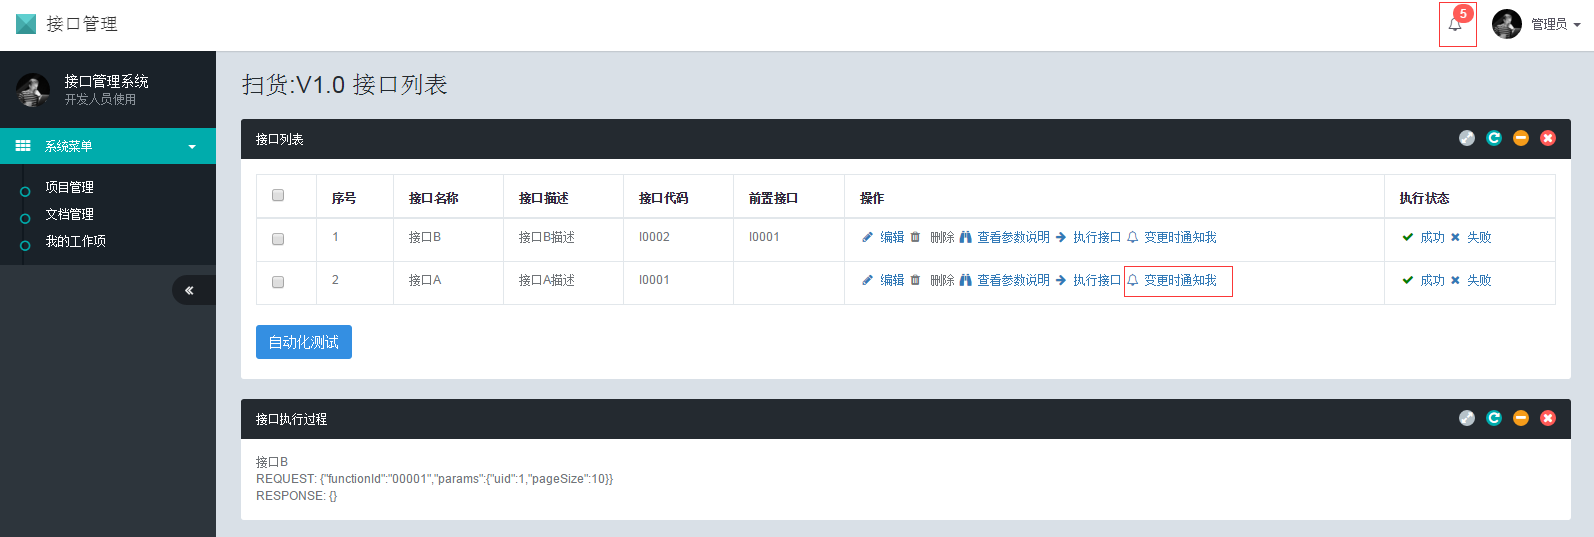 接口管理
5
管理员
接口管理系统
开发人员使用
系统菜单
项目管理
文档管理
我的工作项
扫货:V1.0 接口列表
接口列表
序号 接口名称 接口描述 接口代码 前置接口 操作 执行状态
1 接口B 接口B描述 I0002 I0001 编辑 删除 查看参数说明 执行接口 变更时通知我 成功 失败
2 接口A 接口A描述 I0001 编辑 删除 查看参数说明 执行接口 变更时通知我 成功 失败
自动化测试
接口执行过程
接口B
REQUEST: {"functionId":"00001","params":{"uid":1,"pageSize":10}}
RESPONSE: {}